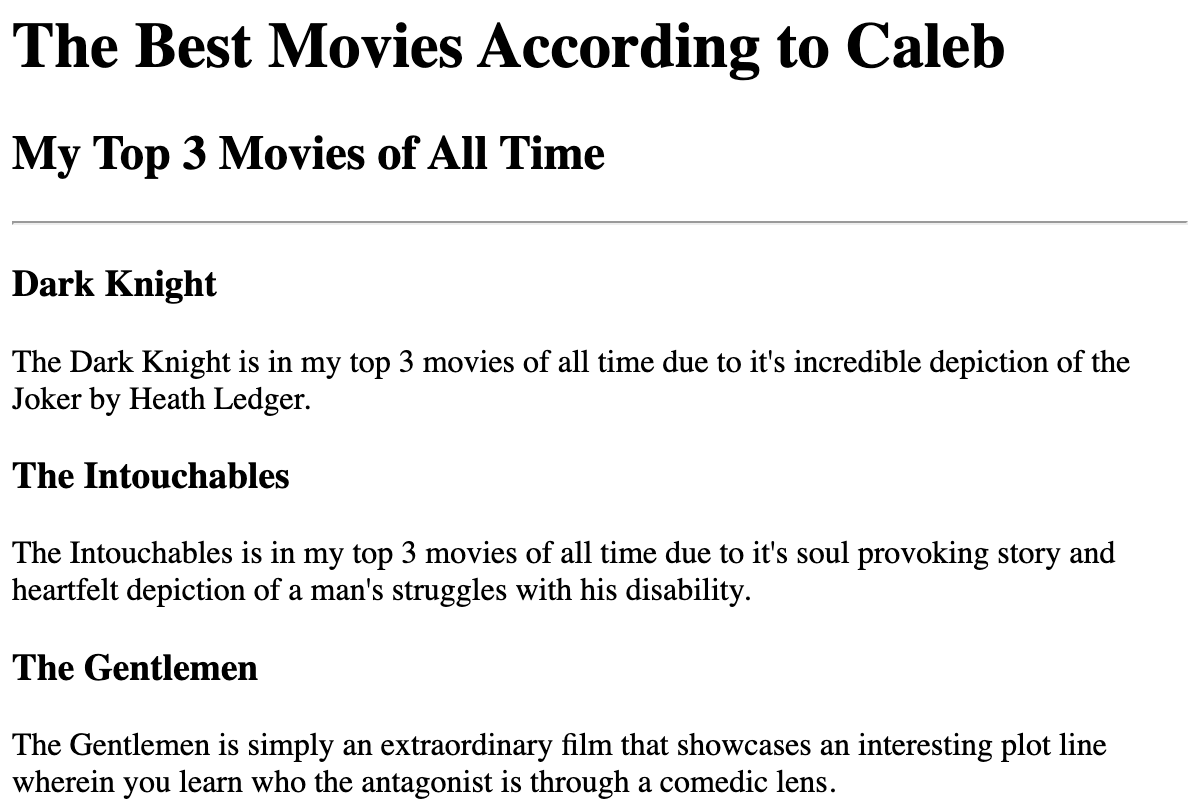 The Best Movies According to Caleb
My Top 3 Movies of All Time
Dark Knight
The Dark Knight is in my top 3 movies of all time due to it's incredible depiction of the
Joker by Heath Ledger.
The Intouchables
The Intouchables is in my top 3 movies of all time due to it's soul provoking story and
heartfelt depiction of a man's struggles with his disability.
The Gentlemen
The Gentlemen is simply an extraordinary film that showcases an interesting plot line
wherein you learn who the antagonist is through a comedic lens.